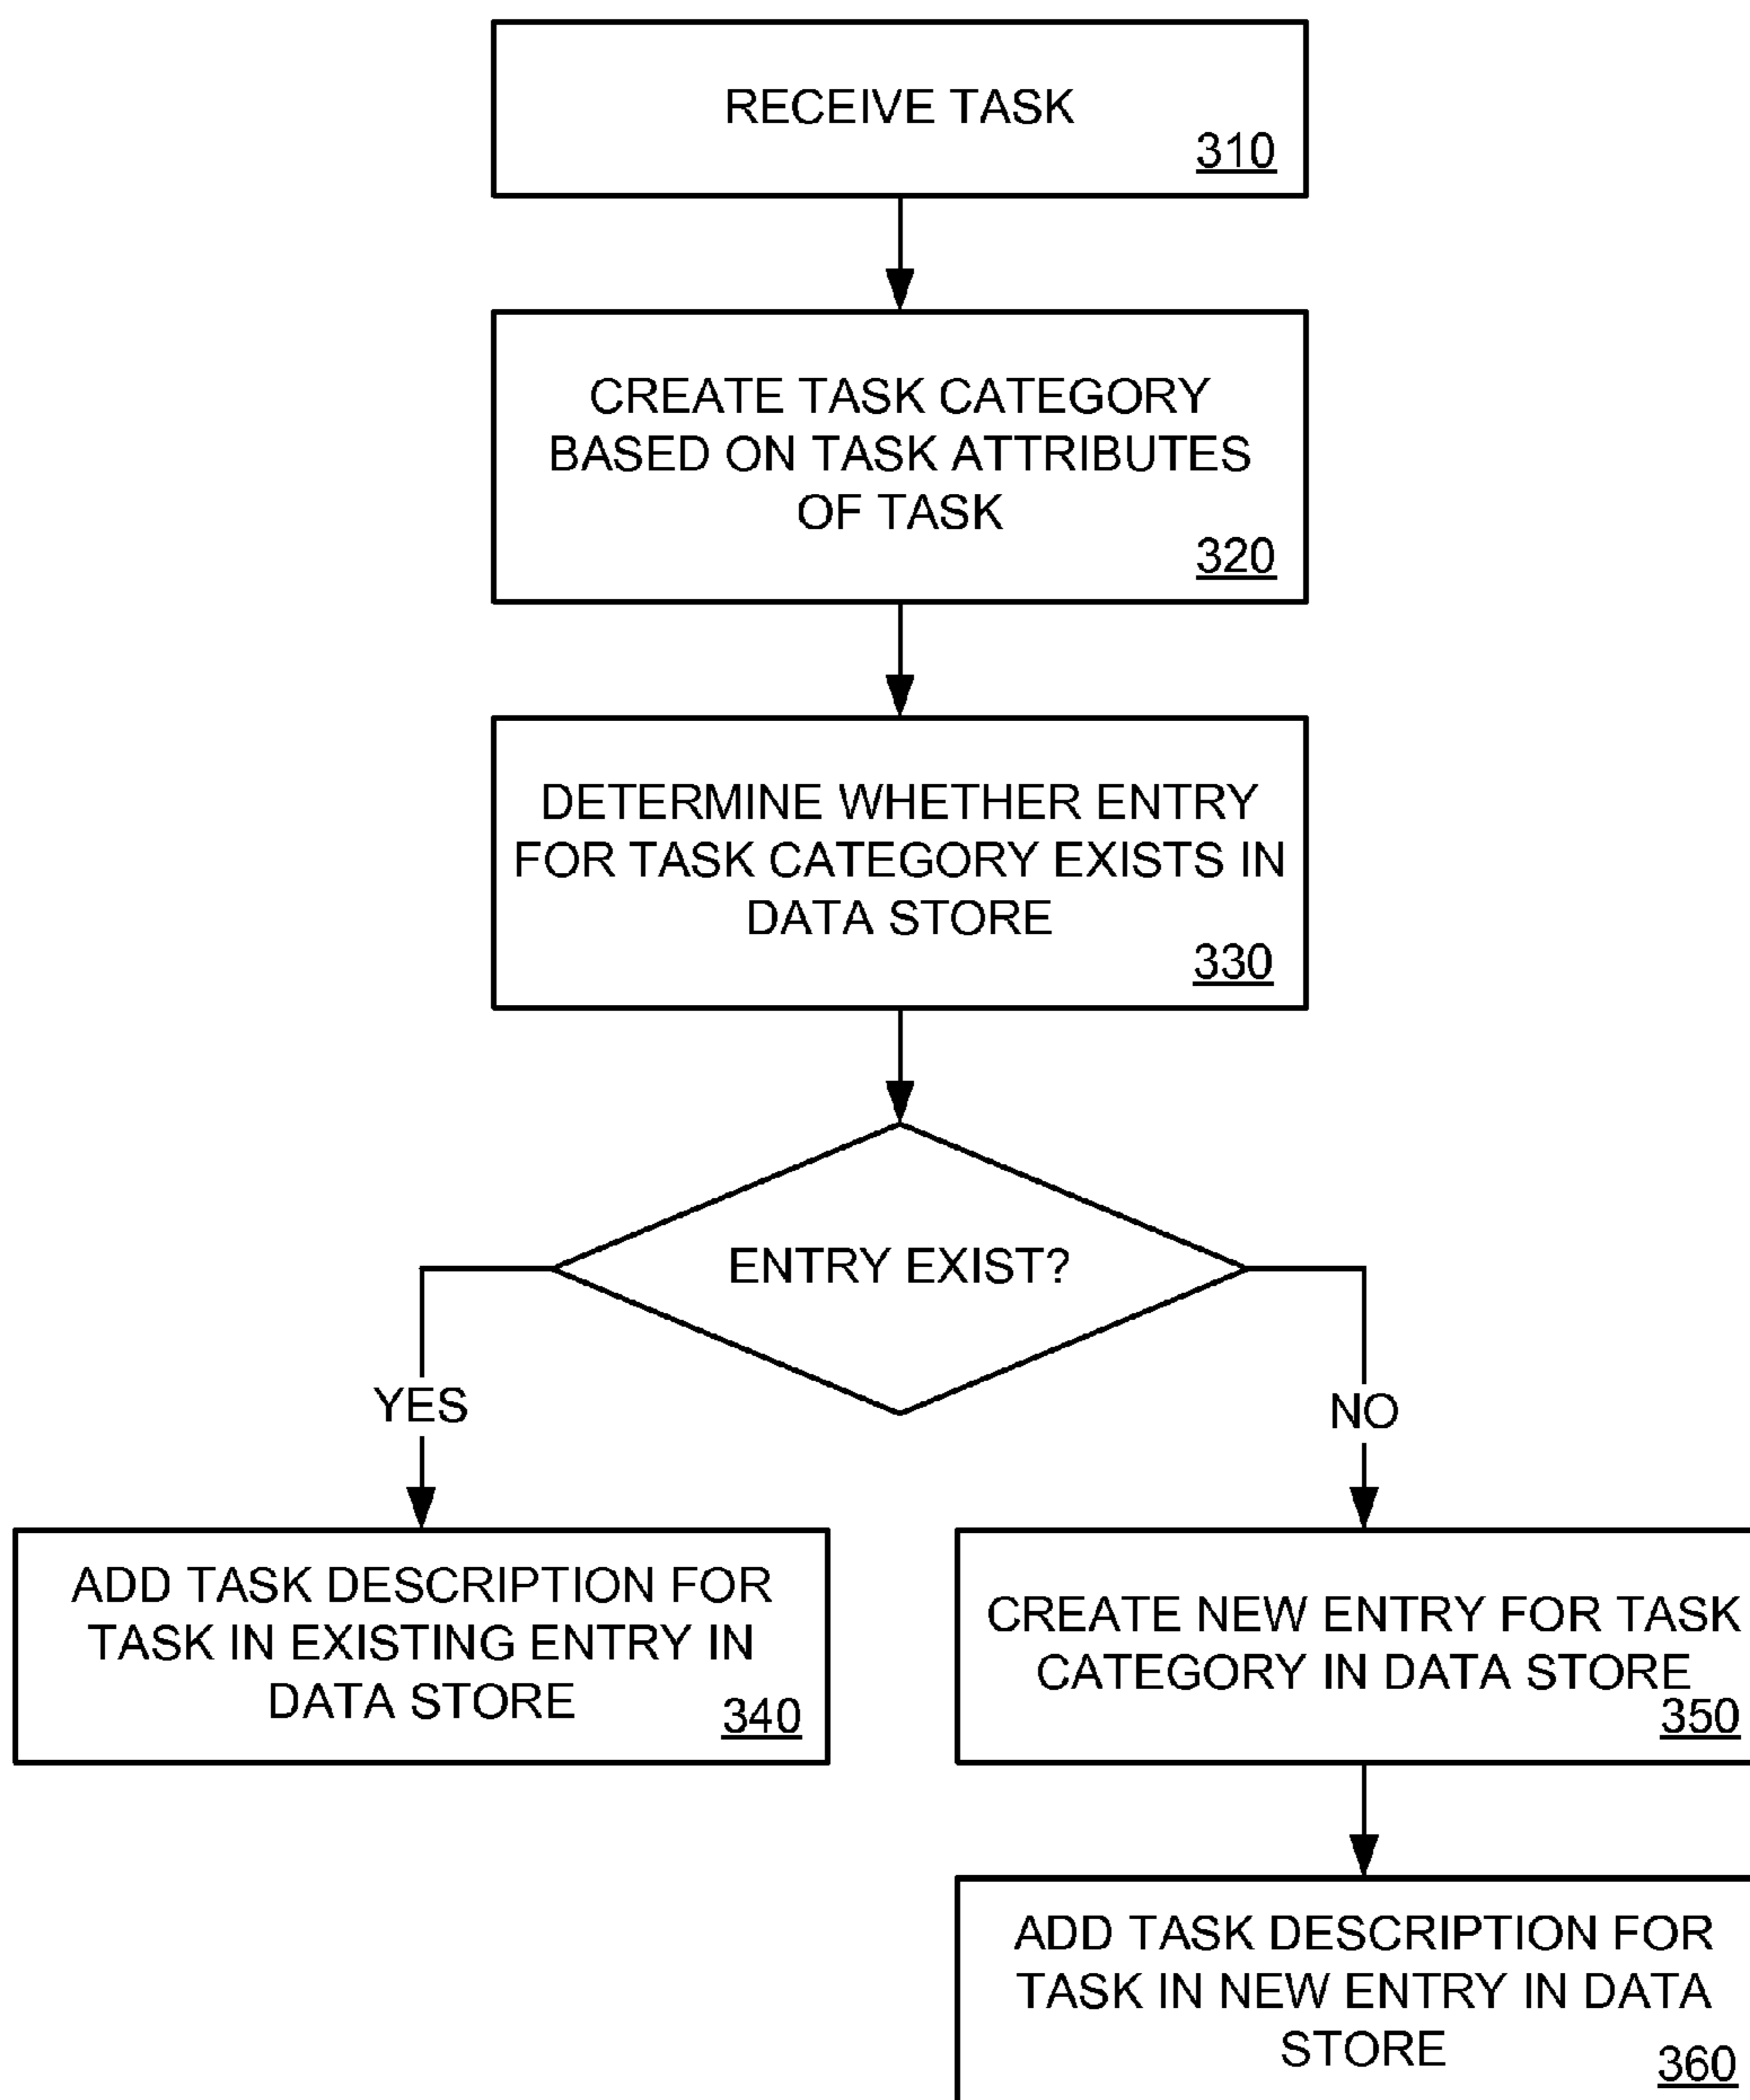 RECEIVE TASK
310
CREATE TASK CATEGORY
BASED ON TASK ATTRIBUTES
OF TASK
320
DETERMINE WHETHER ENTRY
FOR TASK CATEGORY EXISTS IN
DATA STORE
330
ENTRY EXIST?
YES
NO
ADD TASK DESCRIPTION FOR
TASK IN EXISTING ENTRY IN
DATA STORE
340
CREATE NEW ENTRY FOR TASK
CATEGORY IN DATA STORE
350
ADD TASK DESCRIPTION FOR
TASK IN NEW ENTRY IN DATA
STORE
360